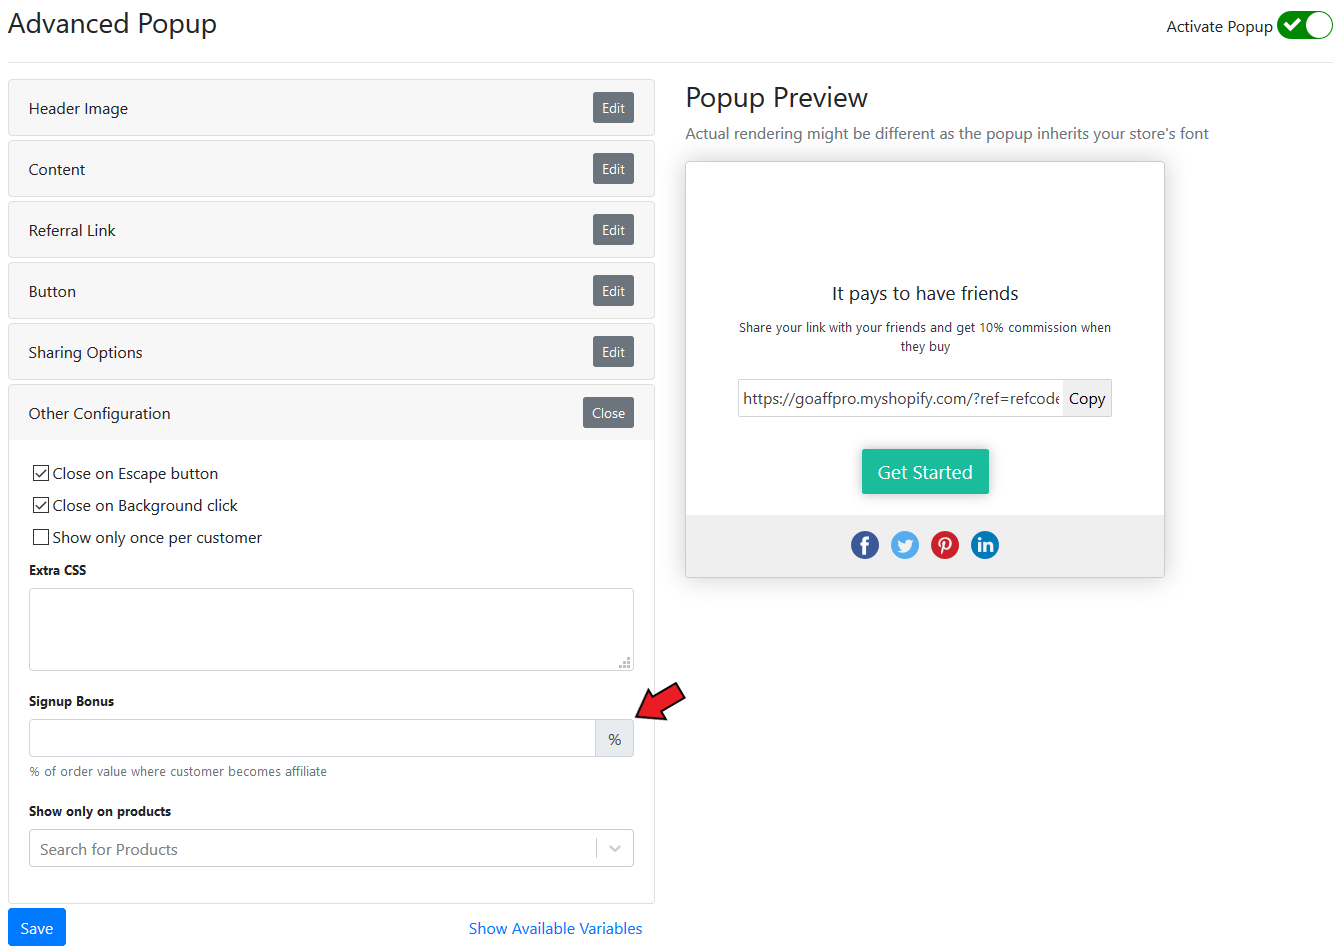 Advanced Popup
Activate Popup
Header Image
Edit
Content
Edit
Referral Link
Edit
Button
Edit
Sharing Options
Edit
Other Configuration
Close
Close on Escape button
Close on Background click
Show only once per customer
Extra CSS
Signup Bonus
%
% of order value where customer becomes affiliate
Show only on products
Search for Products
Save
Show Available Variables
Popup Preview
Actual rendering might be different as the popup inherits your store's font
It pays to have friends
Share your link with your friends and get 10% commission when
they buy
https://goaffpro.myshopify.com/?ref=refcode
Copy
Get Started